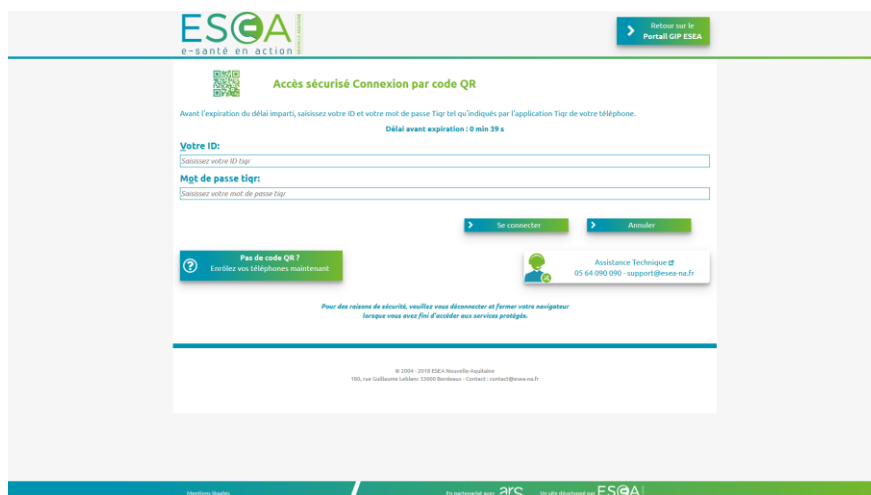 ESEA
e-santé en action
Retour sur le
Portail GIP ESEA
Accès sécurisé Connexion par code QR
Avant l'expiration du délai imparti, saisissez votre ID et votre mot de passe Tiqr tel qu'indiqués par l'application Tiqr de votre téléphone.
Délai avant expiration : 0 min 39 s
Votre ID:
Saisissez votre ID tiqr
Mot de passe tiqr:
Saisissez votre mot de passe tiqr
Se connecter
Annuler
Pas de code QR ?
Enrôlez vos téléphones maintenant
Assistance Technique
05 64 090 090 - support@esea-na.fr
Pour des raisons de sécurité, veuillez vous déconnecter et fermer votre navigateur
lorsque vous avez fini d'accéder aux services protégés.
© 2004 - 2018 ESEA Nouvelle-Aquitaine
180, rue Guillaume Leblanc 33000 Bordeaux - Contact : contact@esea-na.fr
Mentions légales
En partenariat avec ars
Un site développé par ESEA